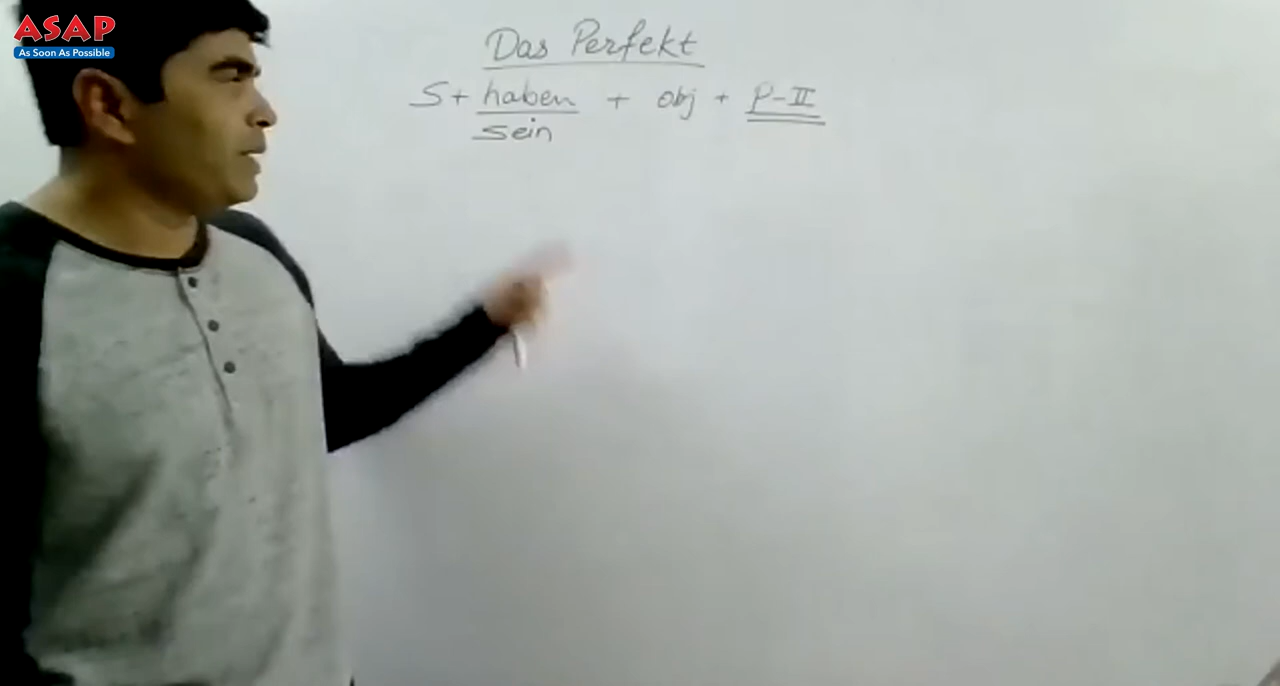 ASAP
As Soon As Possible
Das Perfekt
S + haben + obj + P-II
sein